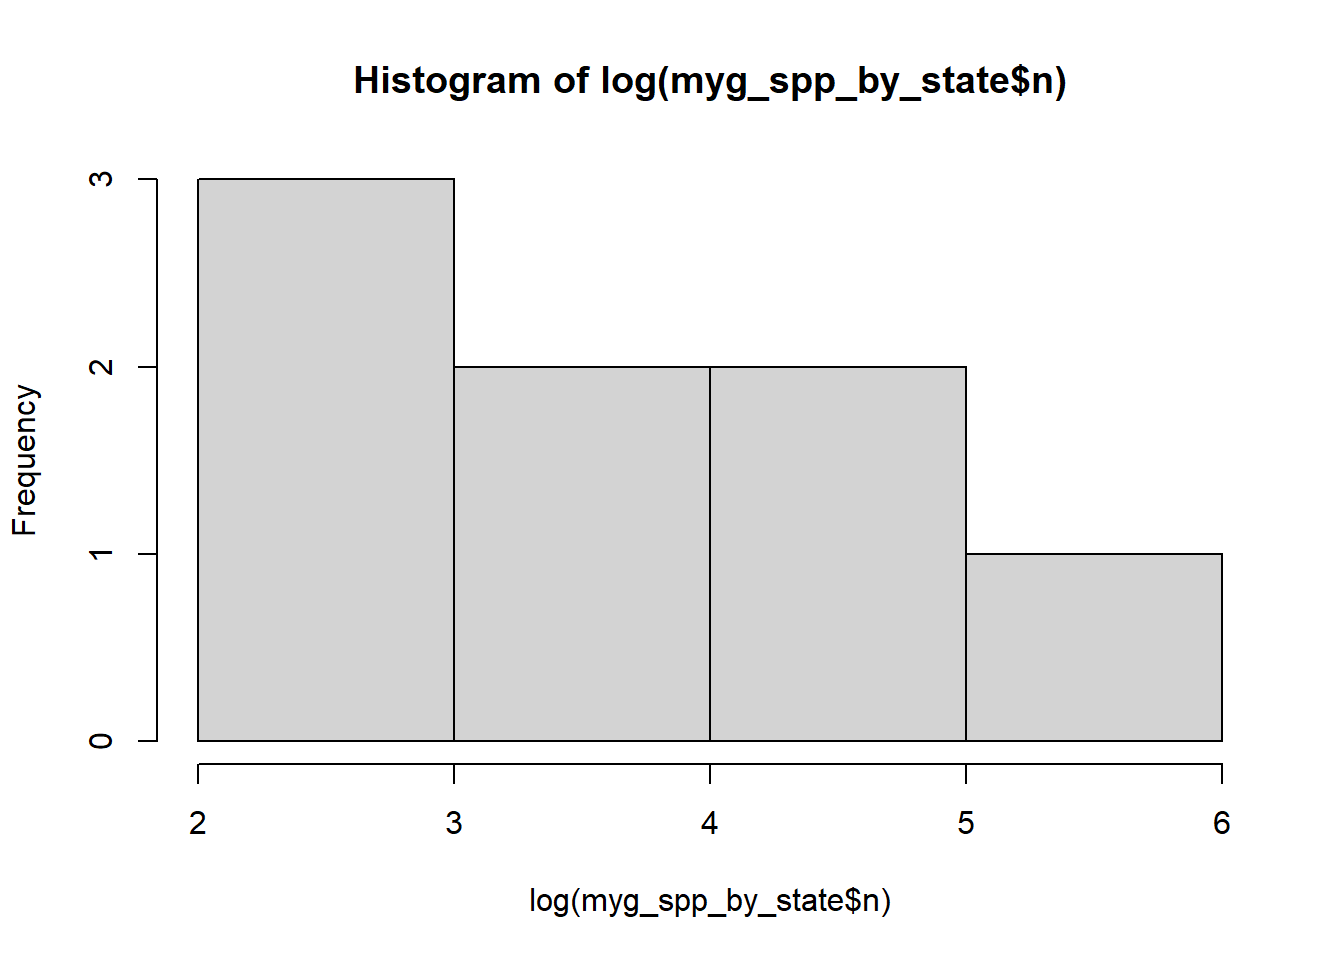 Histogram of log(myg_spp_by_state$n)
Frequency
3
2
1
0
2 3 4 5 6
log(myg_spp_by_state$n)